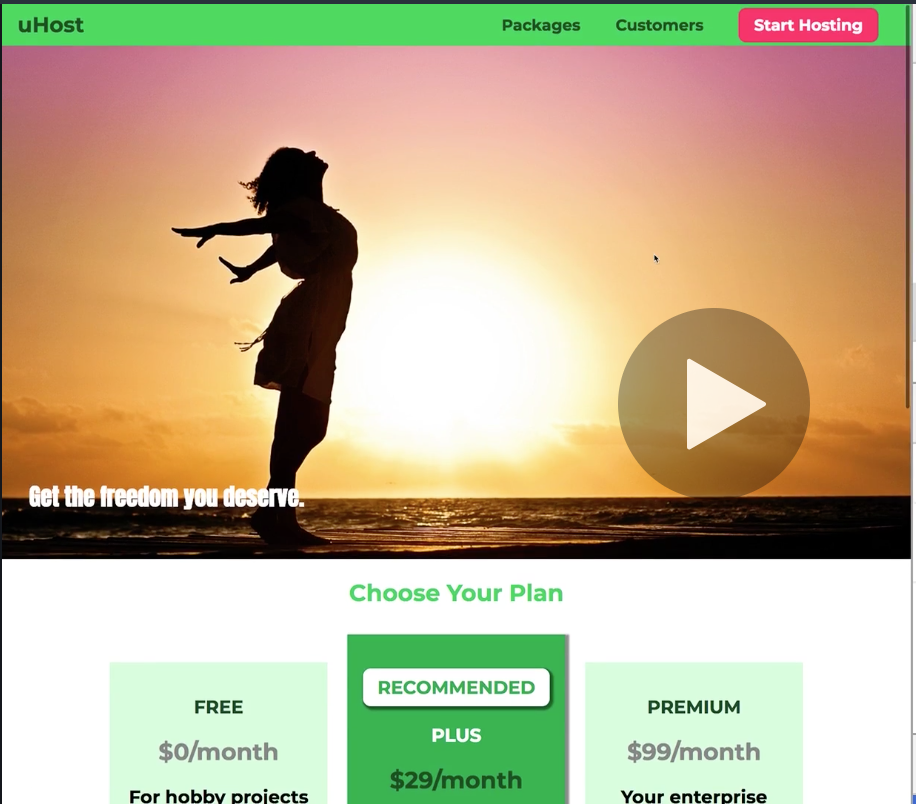 uHost
Packages Customers Start Hosting
Get the freedom you deserve.
Choose Your Plan
RECOMMENDED
FREE
PLUS
PREMIUM
$0/month
$29/month
$99/month
For hobby projects
Your enterprise